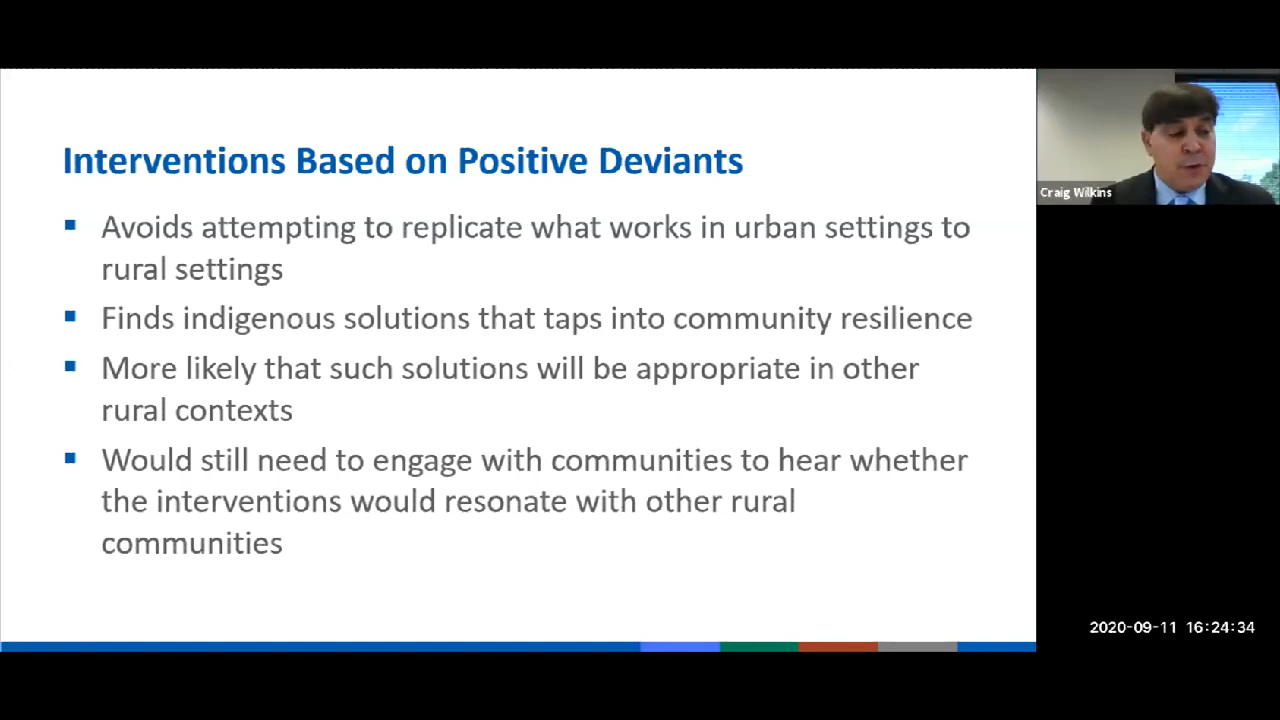 Interventions Based on Positive Deviants
▪ Avoids attempting to replicate what works in urban settings to
rural settings
▪ Finds indigenous solutions that taps into community resilience
▪ More likely that such solutions will be appropriate in other
rural contexts
▪ Would still need to engage with communities to hear whether
the interventions would resonate with other rural
communities
Craig Wilkins
2020-09-11 16:24:34